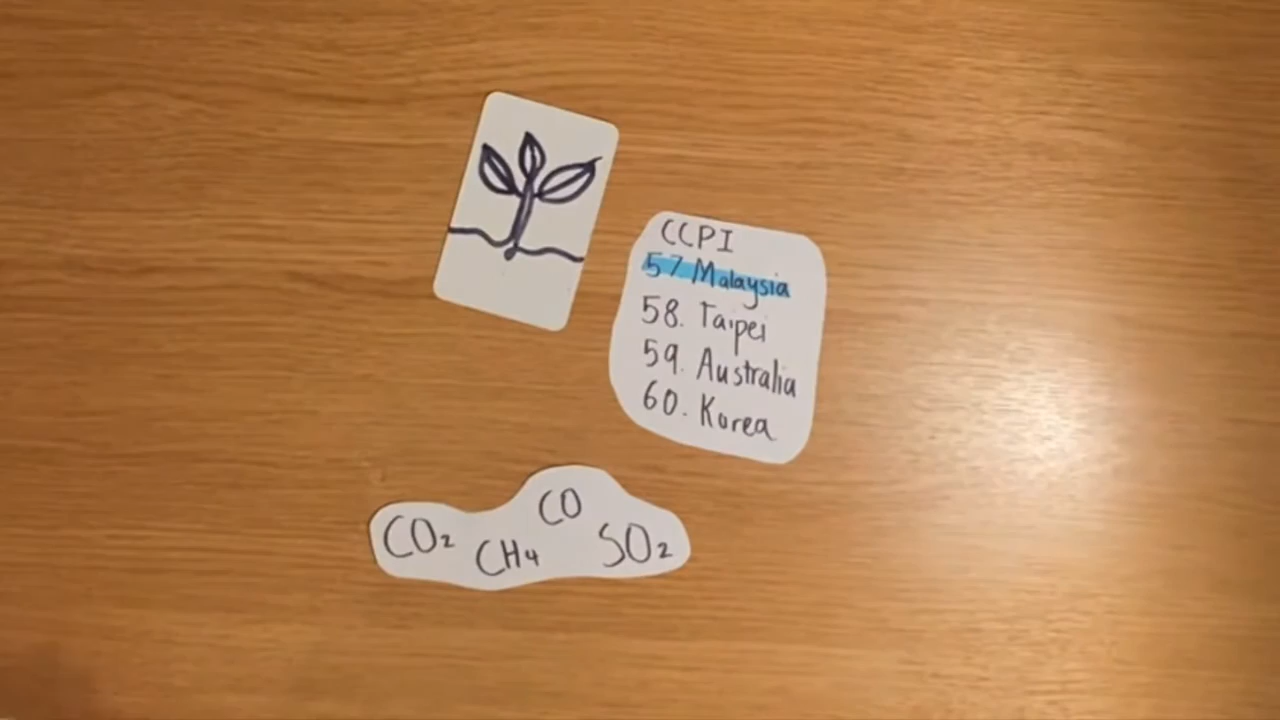 CCPI
57. Malaysia
58. Taipei
59. Australia
60. Korea
CO₂ CH₄ CO SO₂